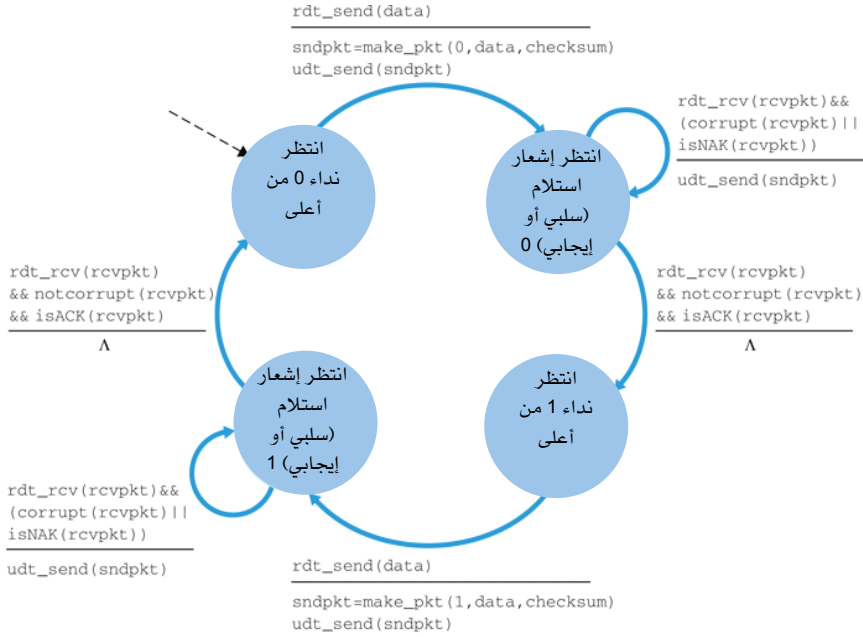 rdt_send(data)
sndpkt=make_pkt(0,data,checksum)
udt_send(sndpkt)
rdt_rcv(rcvpkt)&&
(corrupt(rcvpkt)||
isNAK(rcvpkt))
udt_send(sndpkt)
انتظر
نداء 0 من
أعلى
انتظر إشعار
استلام
(سلبي أو
إيجابي) 0
rdt_rcv(rcvpkt)
&& notcorrupt(rcvpkt)
&& isACK(rcvpkt)
Λ
rdt_rcv(rcvpkt)
&& notcorrupt(rcvpkt)
&& isACK(rcvpkt)
Λ
انتظر إشعار
استلام
(سلبي أو
إيجابي) 1
انتظر
نداء 1 من
أعلى
rdt_rcv(rcvpkt)&&
(corrupt(rcvpkt)||
isNAK(rcvpkt))
udt_send(sndpkt)
rdt_send(data)
sndpkt=make_pkt(1,data,checksum)
udt_send(sndpkt)